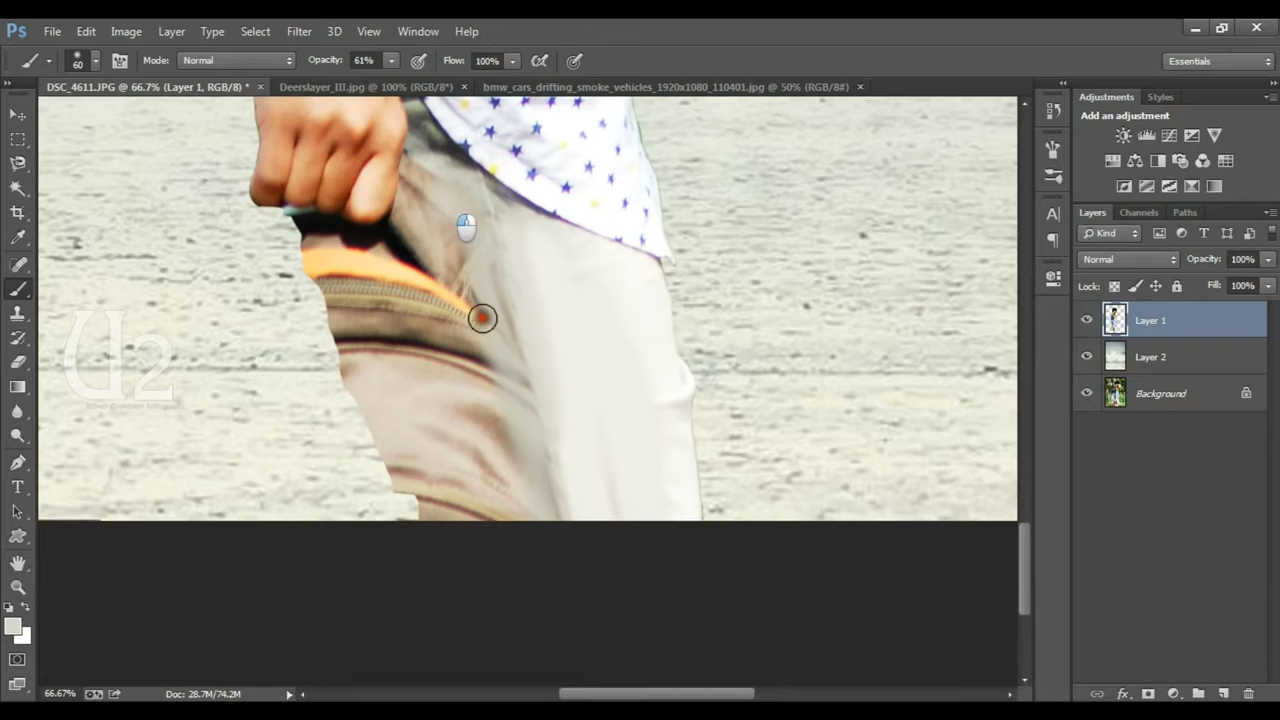 Ps File Edit Image Layer Type Select Filter 3D View Window Help
60 Mode: Normal Opacity: 61% Flow: 100% Essentials
DSC_4611.JPG @ 66.7% (Layer 1, RGB/8) * × Deerslayer_III.jpg @ 100% (RGB/8*) × bmw_cars_drifting_smoke_vehicles_1920x1080_110401.jpg @ 50% (RGB/8#) ×
Adjustments Styles
Add an adjustment
Layers Channels Paths
Kind
Normal Opacity: 100%
Lock: Fill: 100%
Layer 1
Layer 2
Background
U2
66.67% Doc: 28.7M/74.2M